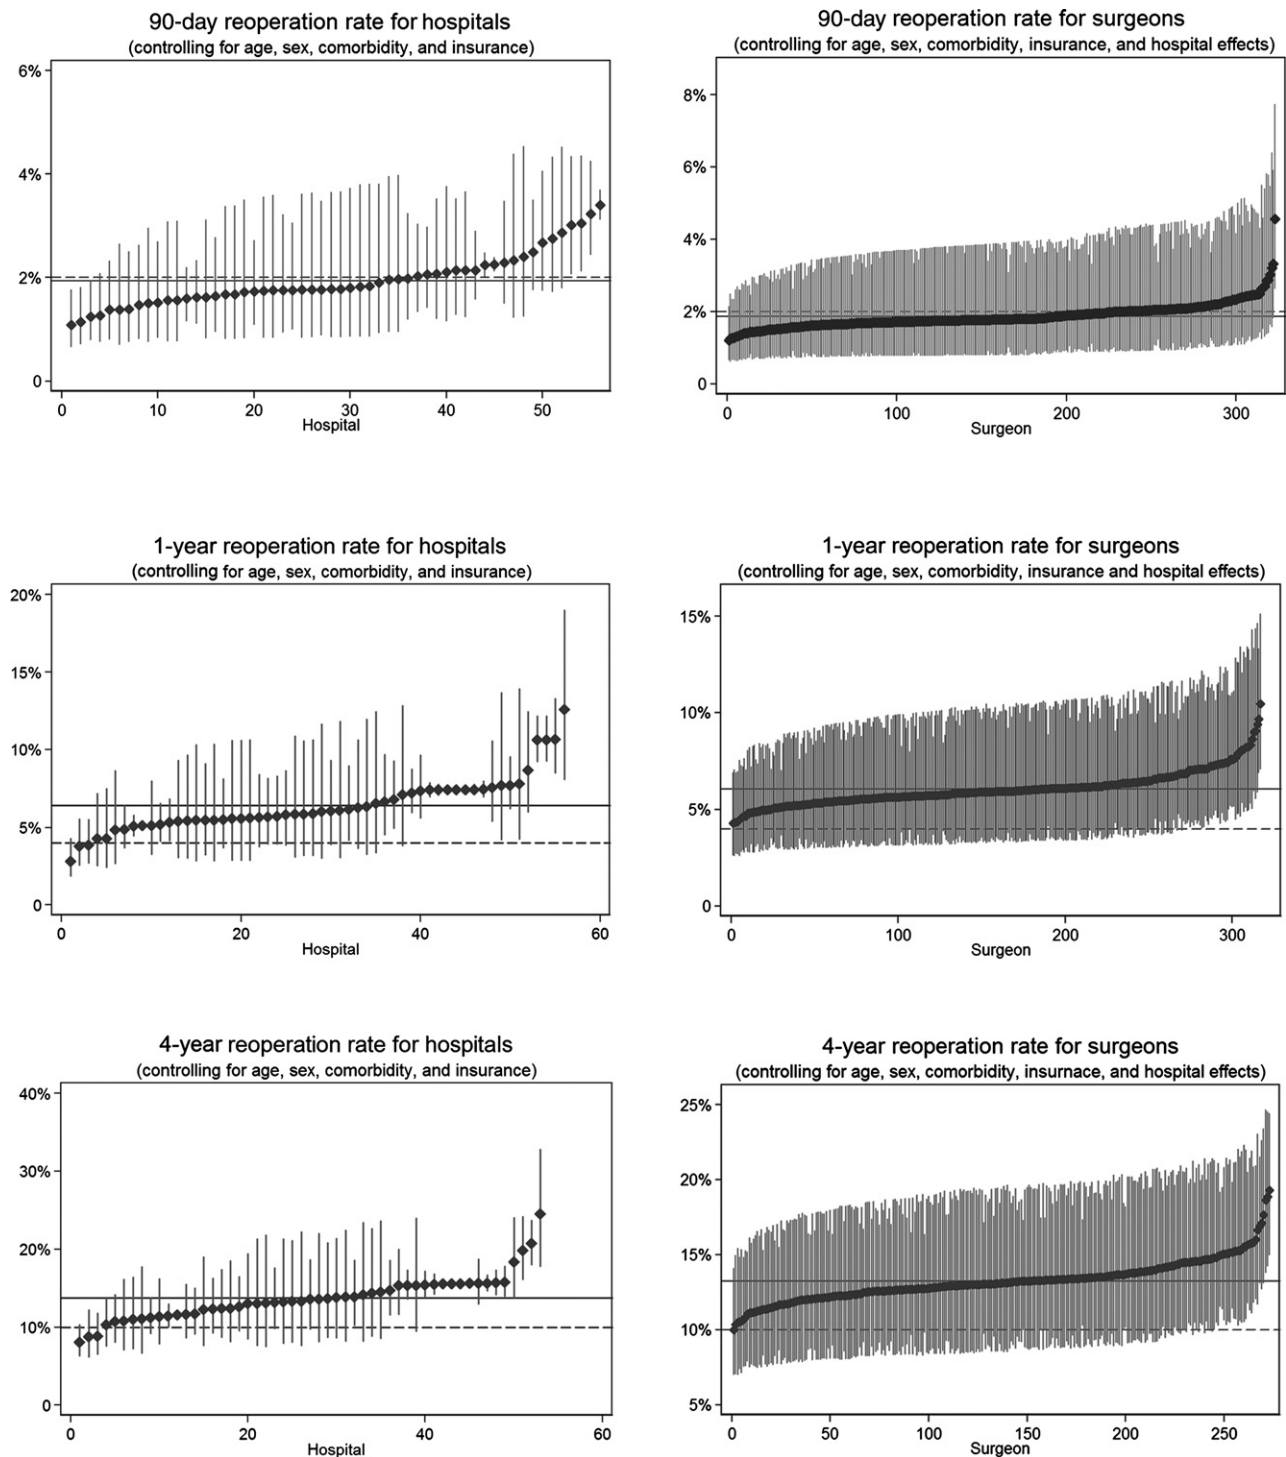 90-day reoperation rate for hospitals
(controlling for age, sex, comorbidity, and insurance)
6%
4%
2%
0
0 10 20 30 40 50
Hospital
90-day reoperation rate for surgeons
(controlling for age, sex, comorbidity, insurance, and hospital effects)
8%
6%
4%
2%
0
0 100 200 300
Surgeon
1-year reoperation rate for hospitals
(controlling for age, sex, comorbidity, and insurance)
20%
15%
10%
5%
0
0 20 40 60
Hospital
1-year reoperation rate for surgeons
(controlling for age, sex, comorbidity, insurance and hospital effects)
15%
10%
5%
0
0 100 200 300
Surgeon
4-year reoperation rate for hospitals
(controlling for age, sex, comorbidity, and insurance)
40%
30%
20%
10%
0
0 20 40 60
Hospital
4-year reoperation rate for surgeons
(controlling for age, sex, comorbidity, insurnace, and hospital effects)
25%
20%
15%
10%
5%
0 50 100 150 200 250
Surgeon